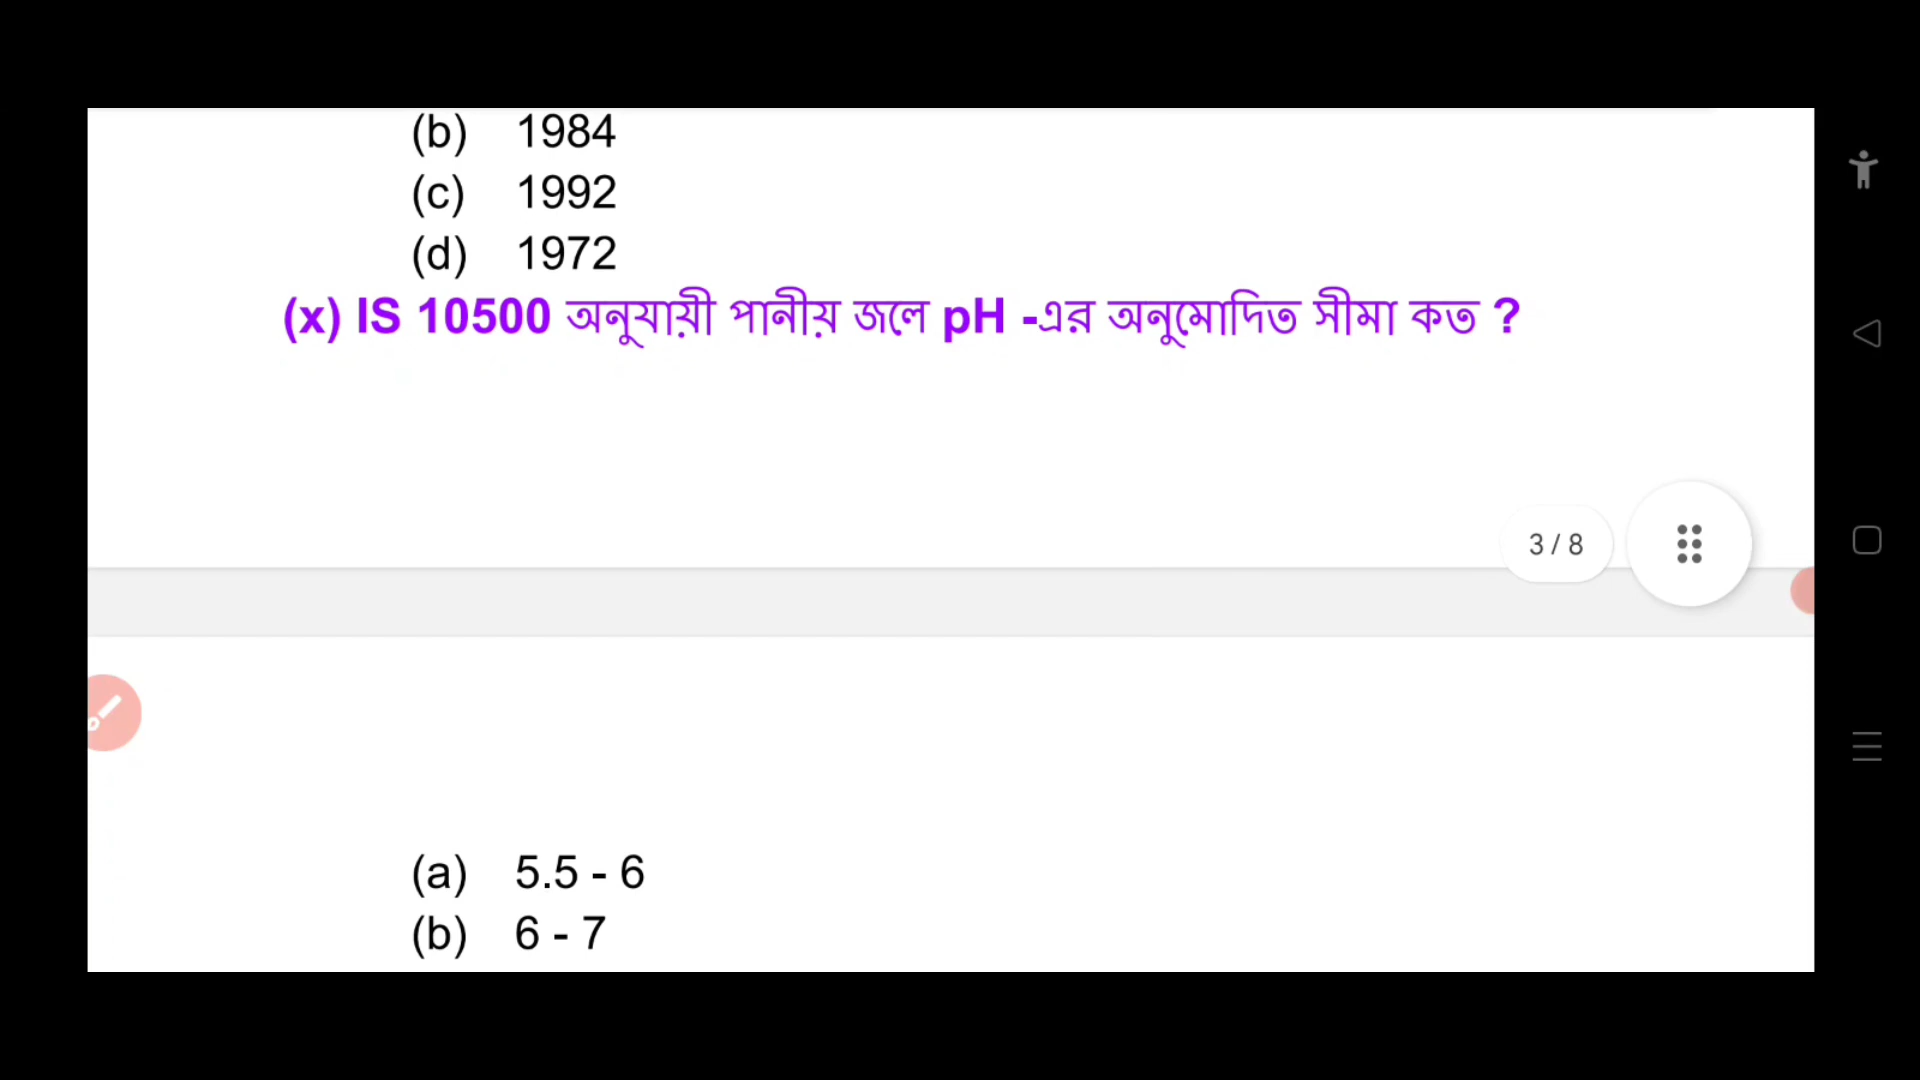 (b) 1984
(c) 1992
(d) 1972
(x) IS 10500 অনুযায়ী পানীয় জলে pH -এর অনুমোদিত সীমা কত ?
3 / 8
(a) 5.5 - 6
(b) 6 - 7